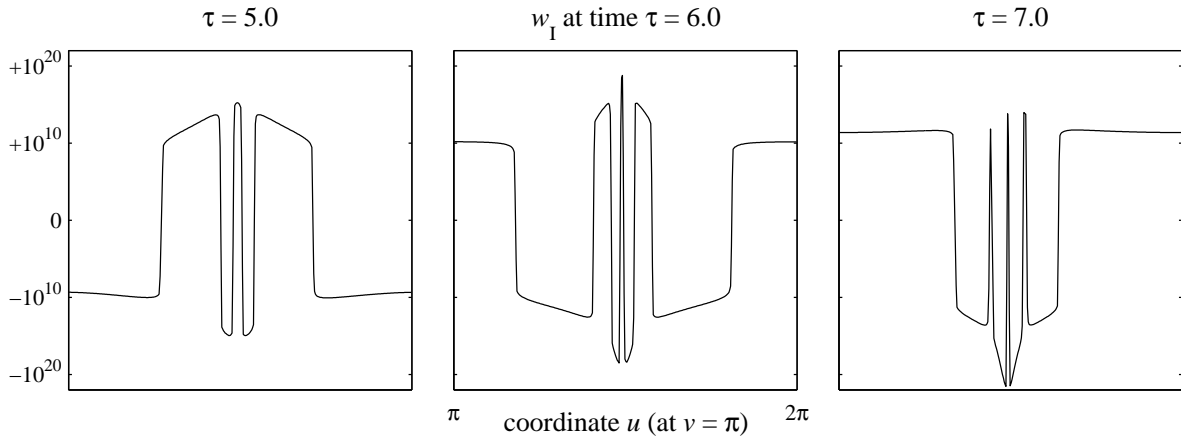 τ = 5.0
w_I at time τ = 6.0
τ = 7.0
+10^20
+10^10
0
−10^10
−10^20
π
2π
coordinate u (at v = π)